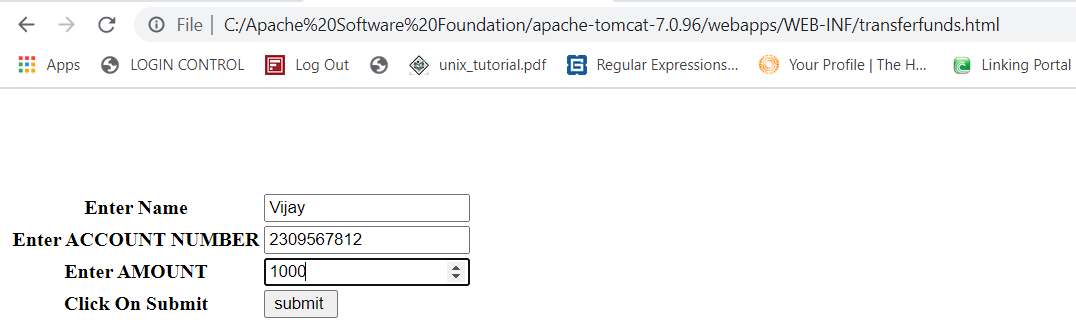 File | C:/Apache%20Software%20Foundation/apache-tomcat-7.0.96/webapps/WEB-INF/transferfunds.html
Apps LOGIN CONTROL Log Out unix_tutorial.pdf Regular Expressions... Your Profile | The H... Linking Portal
Enter Name Vijay
Enter ACCOUNT NUMBER 2309567812
Enter AMOUNT 1000
Click On Submit submit